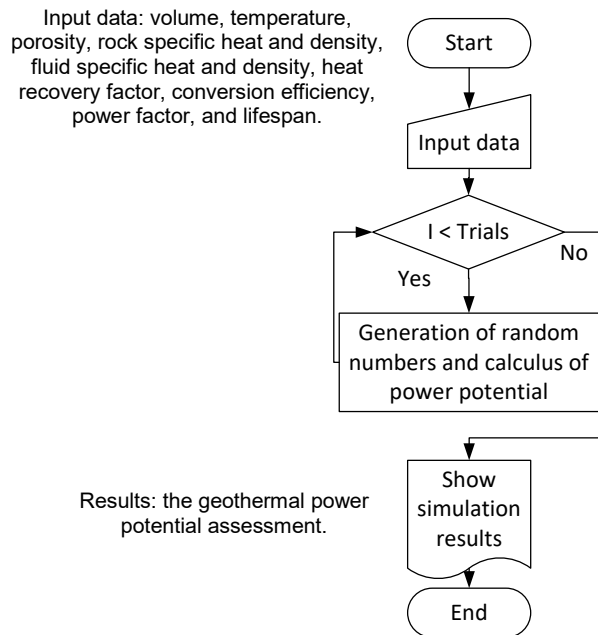 Input data: volume, temperature,
porosity, rock specific heat and density,
fluid specific heat and density, heat
recovery factor, conversion efficiency,
power factor, and lifespan.
Start
Input data
I < Trials
No
Yes
Generation of random
numbers and calculus of
power potential
Show
simulation
results
Results: the geothermal power
potential assessment.
End